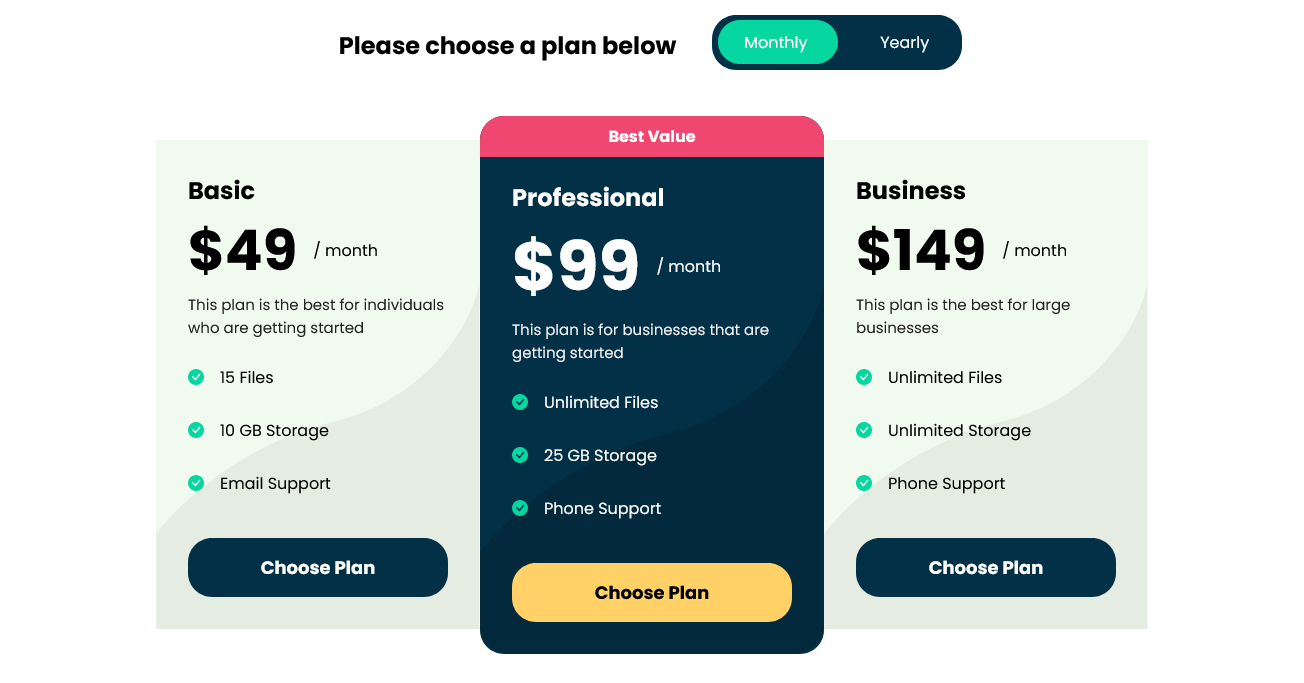 Please choose a plan below
Monthly
Yearly
Basic
$49 / month
This plan is the best for individuals
who are getting started
15 Files
10 GB Storage
Email Support
Choose Plan
Best Value
Professional
$99 / month
This plan is for businesses that are
getting started
Unlimited Files
25 GB Storage
Phone Support
Choose Plan
Business
$149 / month
This plan is the best for large
businesses
Unlimited Files
Unlimited Storage
Phone Support
Choose Plan